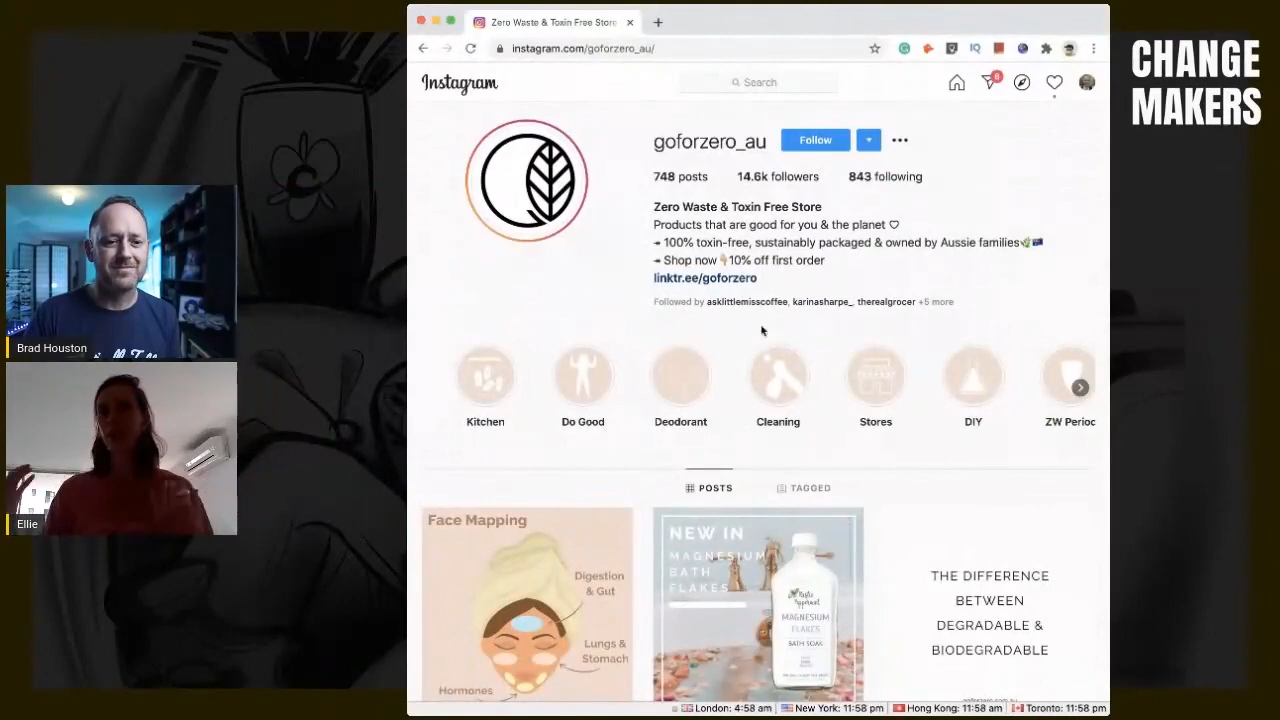 Zero Waste & Toxin Free Store
instagram.com/goforzero_au/
CHANGE
MAKERS
Instagram
Search
6
goforzero_au
Follow
748 posts 14.6k followers 843 following
Zero Waste & Toxin Free Store
Products that are good for you & the planet
100% toxin-free, sustainably packaged & owned by Aussie families
Shop now 10% off first order
linktr.ee/goforzero
Followed by asklittlemisscoffee, karinasharpe_, therealgrocer +5 more
Brad Houston
Ellie
Kitchen Do Good Deodorant Cleaning Stores DIY ZW Perioc
POSTS TAGGED
Face Mapping
Digestion
& Gut
Lungs &
Stomach
Hormones
NEW IN
MAGNESIUM
BATH
FLAKES
MAGNESIUM
FLAKES
BATH SOAK
THE DIFFERENCE
BETWEEN
DEGRADABLE &
BIODEGRADABLE
London: 4:58 am New York: 11:58 pm Hong Kong: 11:58 am Toronto: 11:58 pm